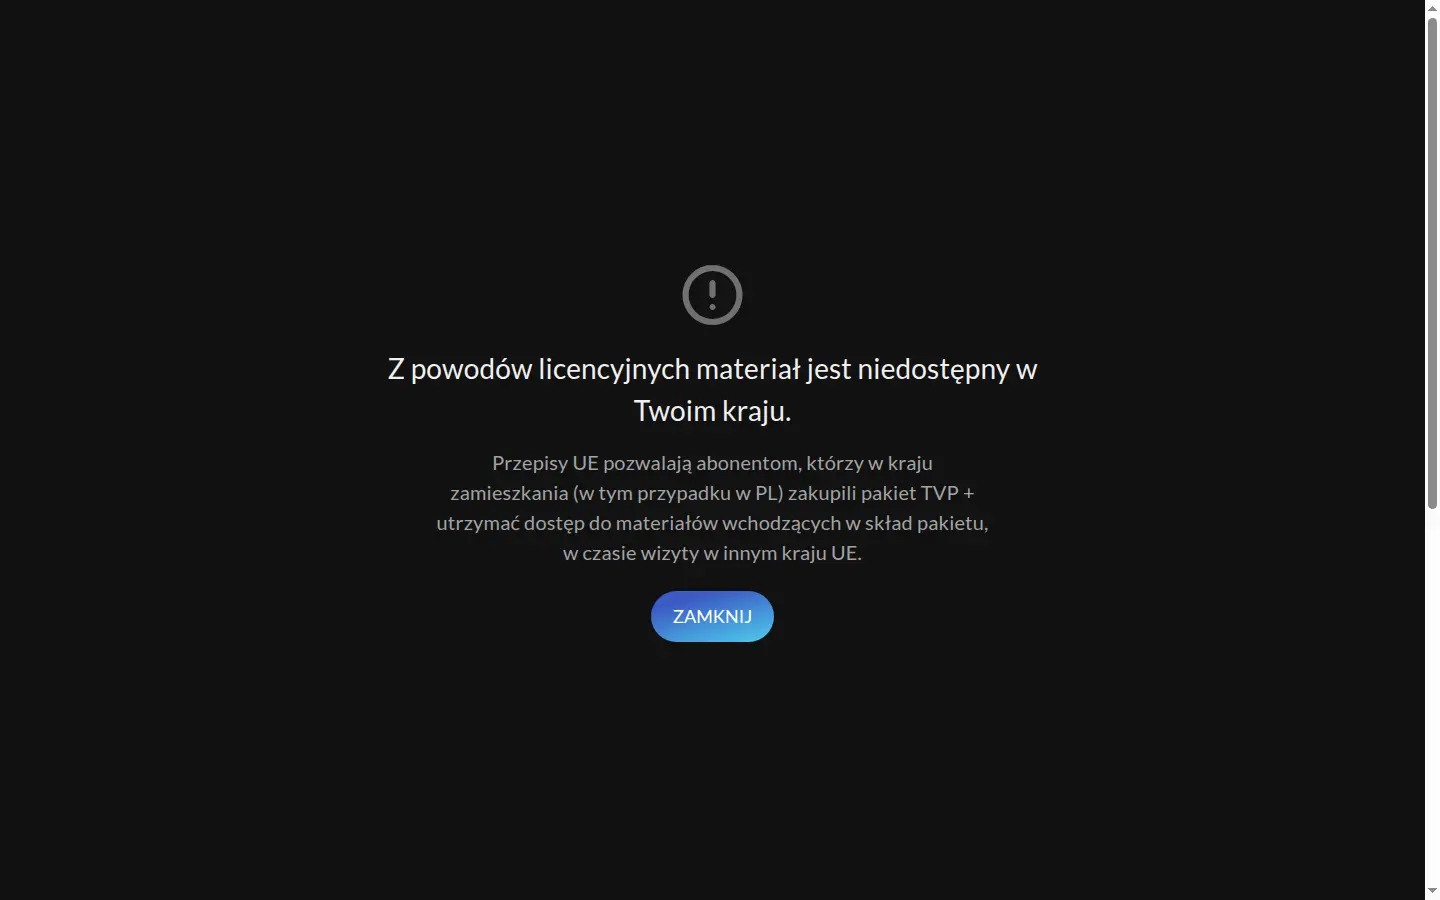 Z powodów licencyjnych materiał jest niedostępny w
Twoim kraju.
Przepisy UE pozwalają abonentom, którzy w kraju
zamieszkania (w tym przypadku w PL) zakupili pakiet TVP +
utrzymać dostęp do materiałów wchodzących w skład pakietu,
w czasie wizyty w innym kraju UE.
ZAMKNIJ